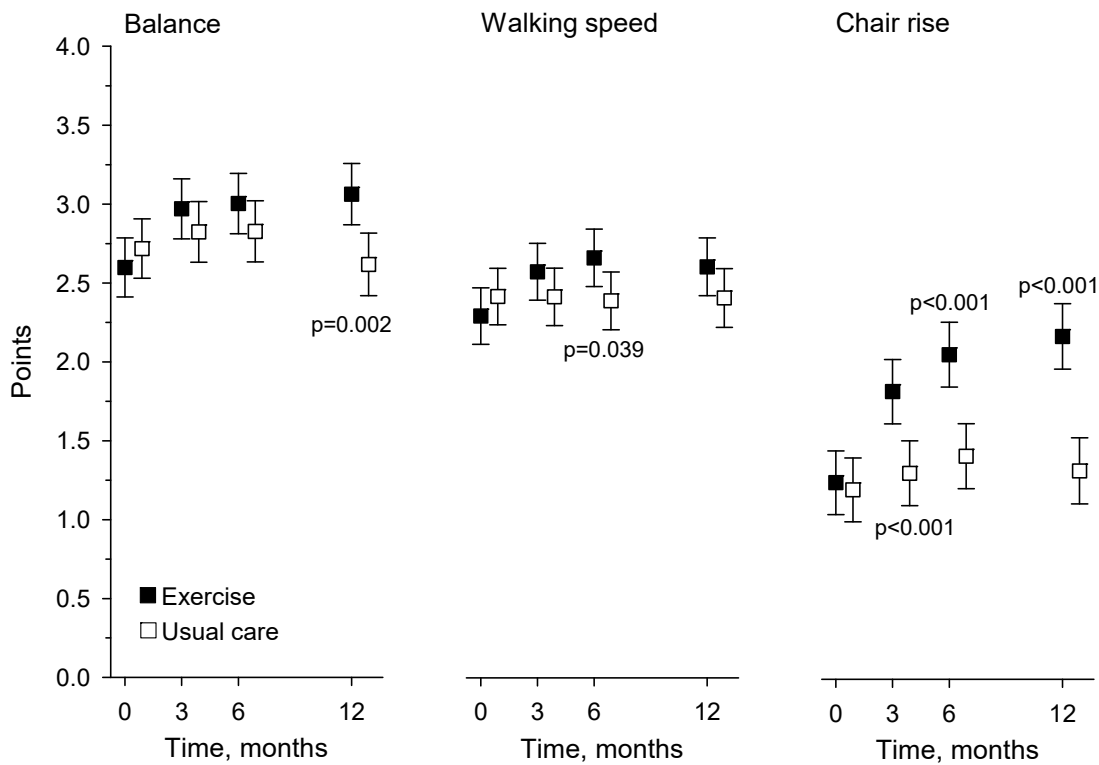 Balance
Walking speed
Chair rise
Points
4.0
3.5
3.0
2.5
2.0
1.5
1.0
0.5
0.0
p=0.002
p=0.039
p<0.001
p<0.001
p<0.001
Exercise
Usual care
0 3 6 12
0 3 6 12
0 3 6 12
Time, months
Time, months
Time, months